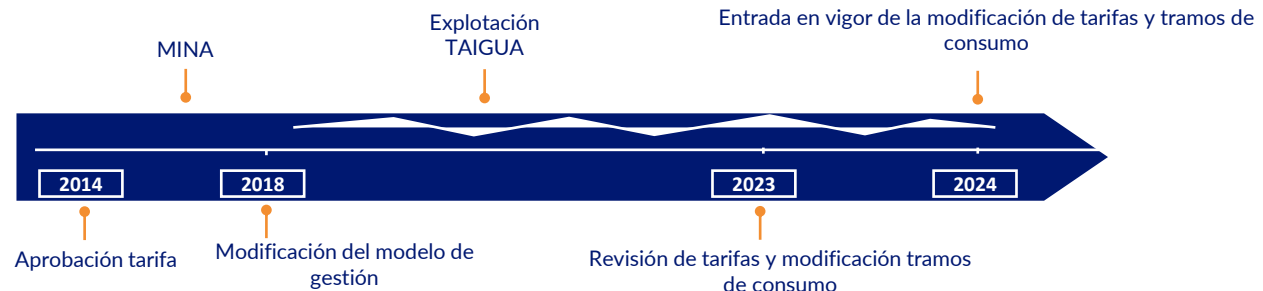 MINA
Explotación
TAIGUA
Entrada en vigor de la modificación de tarifas y tramos de
consumo
2014
2018
2023
2024
Aprobación tarifa
Modificación del modelo de
gestión
Revisión de tarifas y modificación tramos
de consumo